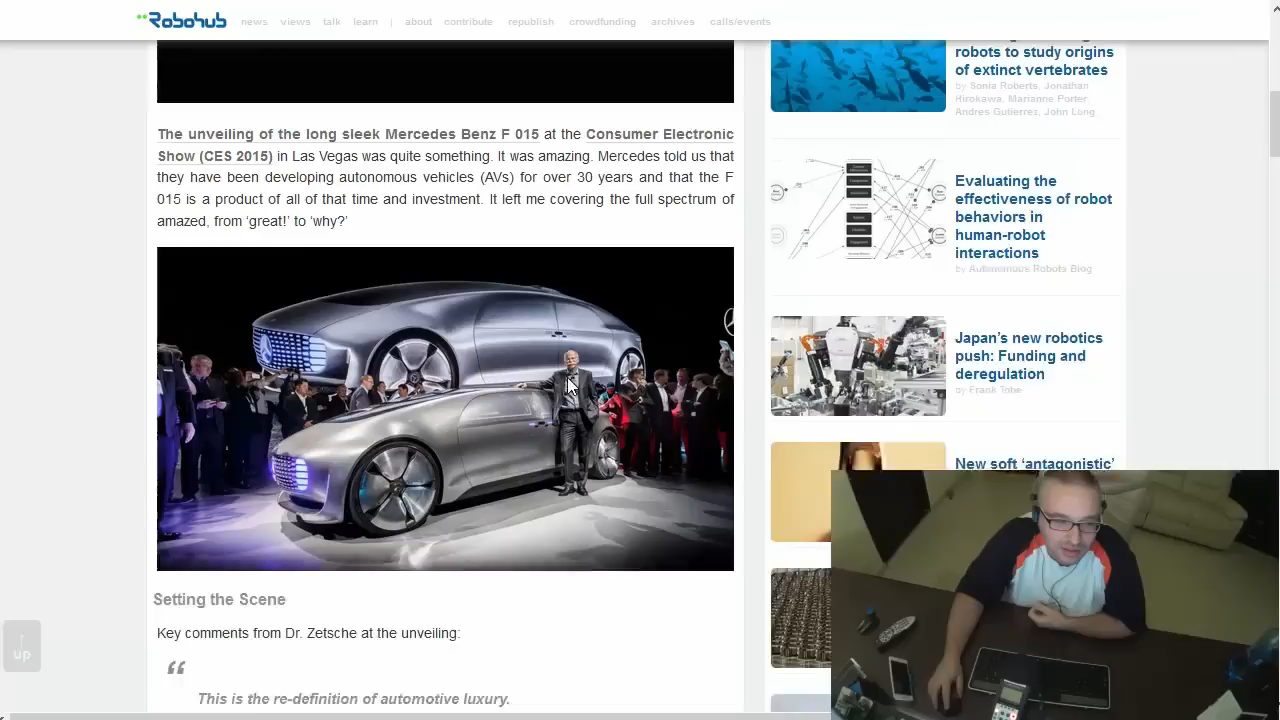 Robohub
news views talk learn | about contribute republish crowdfunding archives calls/events
The unveiling of the long sleek Mercedes Benz F 015 at the Consumer Electronic
Show (CES 2015) in Las Vegas was quite something. It was amazing. Mercedes told us that
they have been developing autonomous vehicles (AVs) for over 30 years and that the F
015 is a product of all of that time and investment. It left me covering the full spectrum of
amazed, from ‘great!’ to ‘why?’
Setting the Scene
Key comments from Dr. Zetsche at the unveiling:
“
This is the re-definition of automotive luxury.
↑
up
robots to study origins
of extinct vertebrates
by Sonia Roberts, Jonathan
Hirokawa, Marianne Porter,
Andres Gutierrez, John Long
Evaluating the
effectiveness of robot
behaviors in
human-robot
interactions
by Autonomous Robots Blog
Japan’s new robotics
push: Funding and
deregulation
by Frank Tobe
New soft ‘antagonistic’